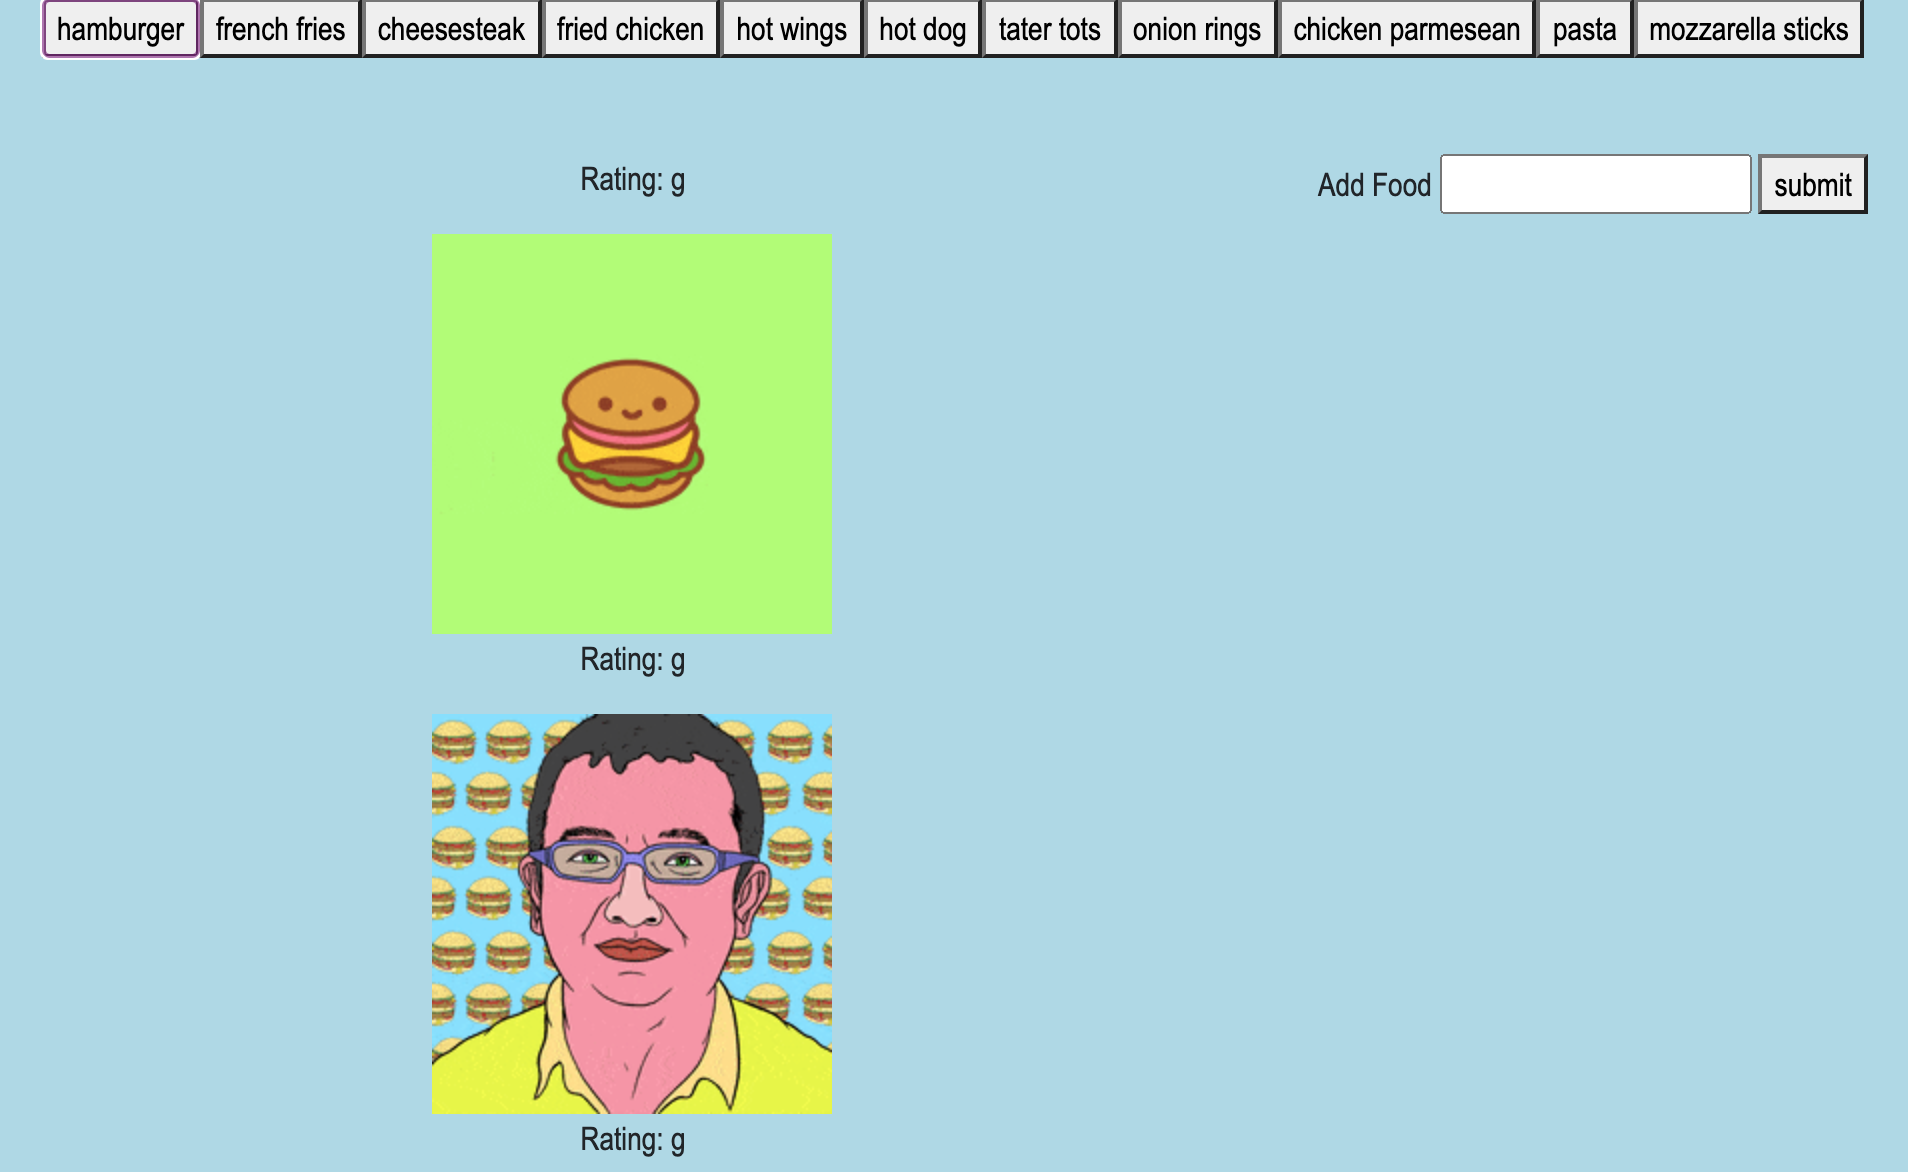 hamburger french fries cheesesteak fried chicken hot wings hot dog tater tots onion rings chicken parmesean pasta mozzarella sticks
Rating: g
Add Food submit
Rating: g
Rating: g